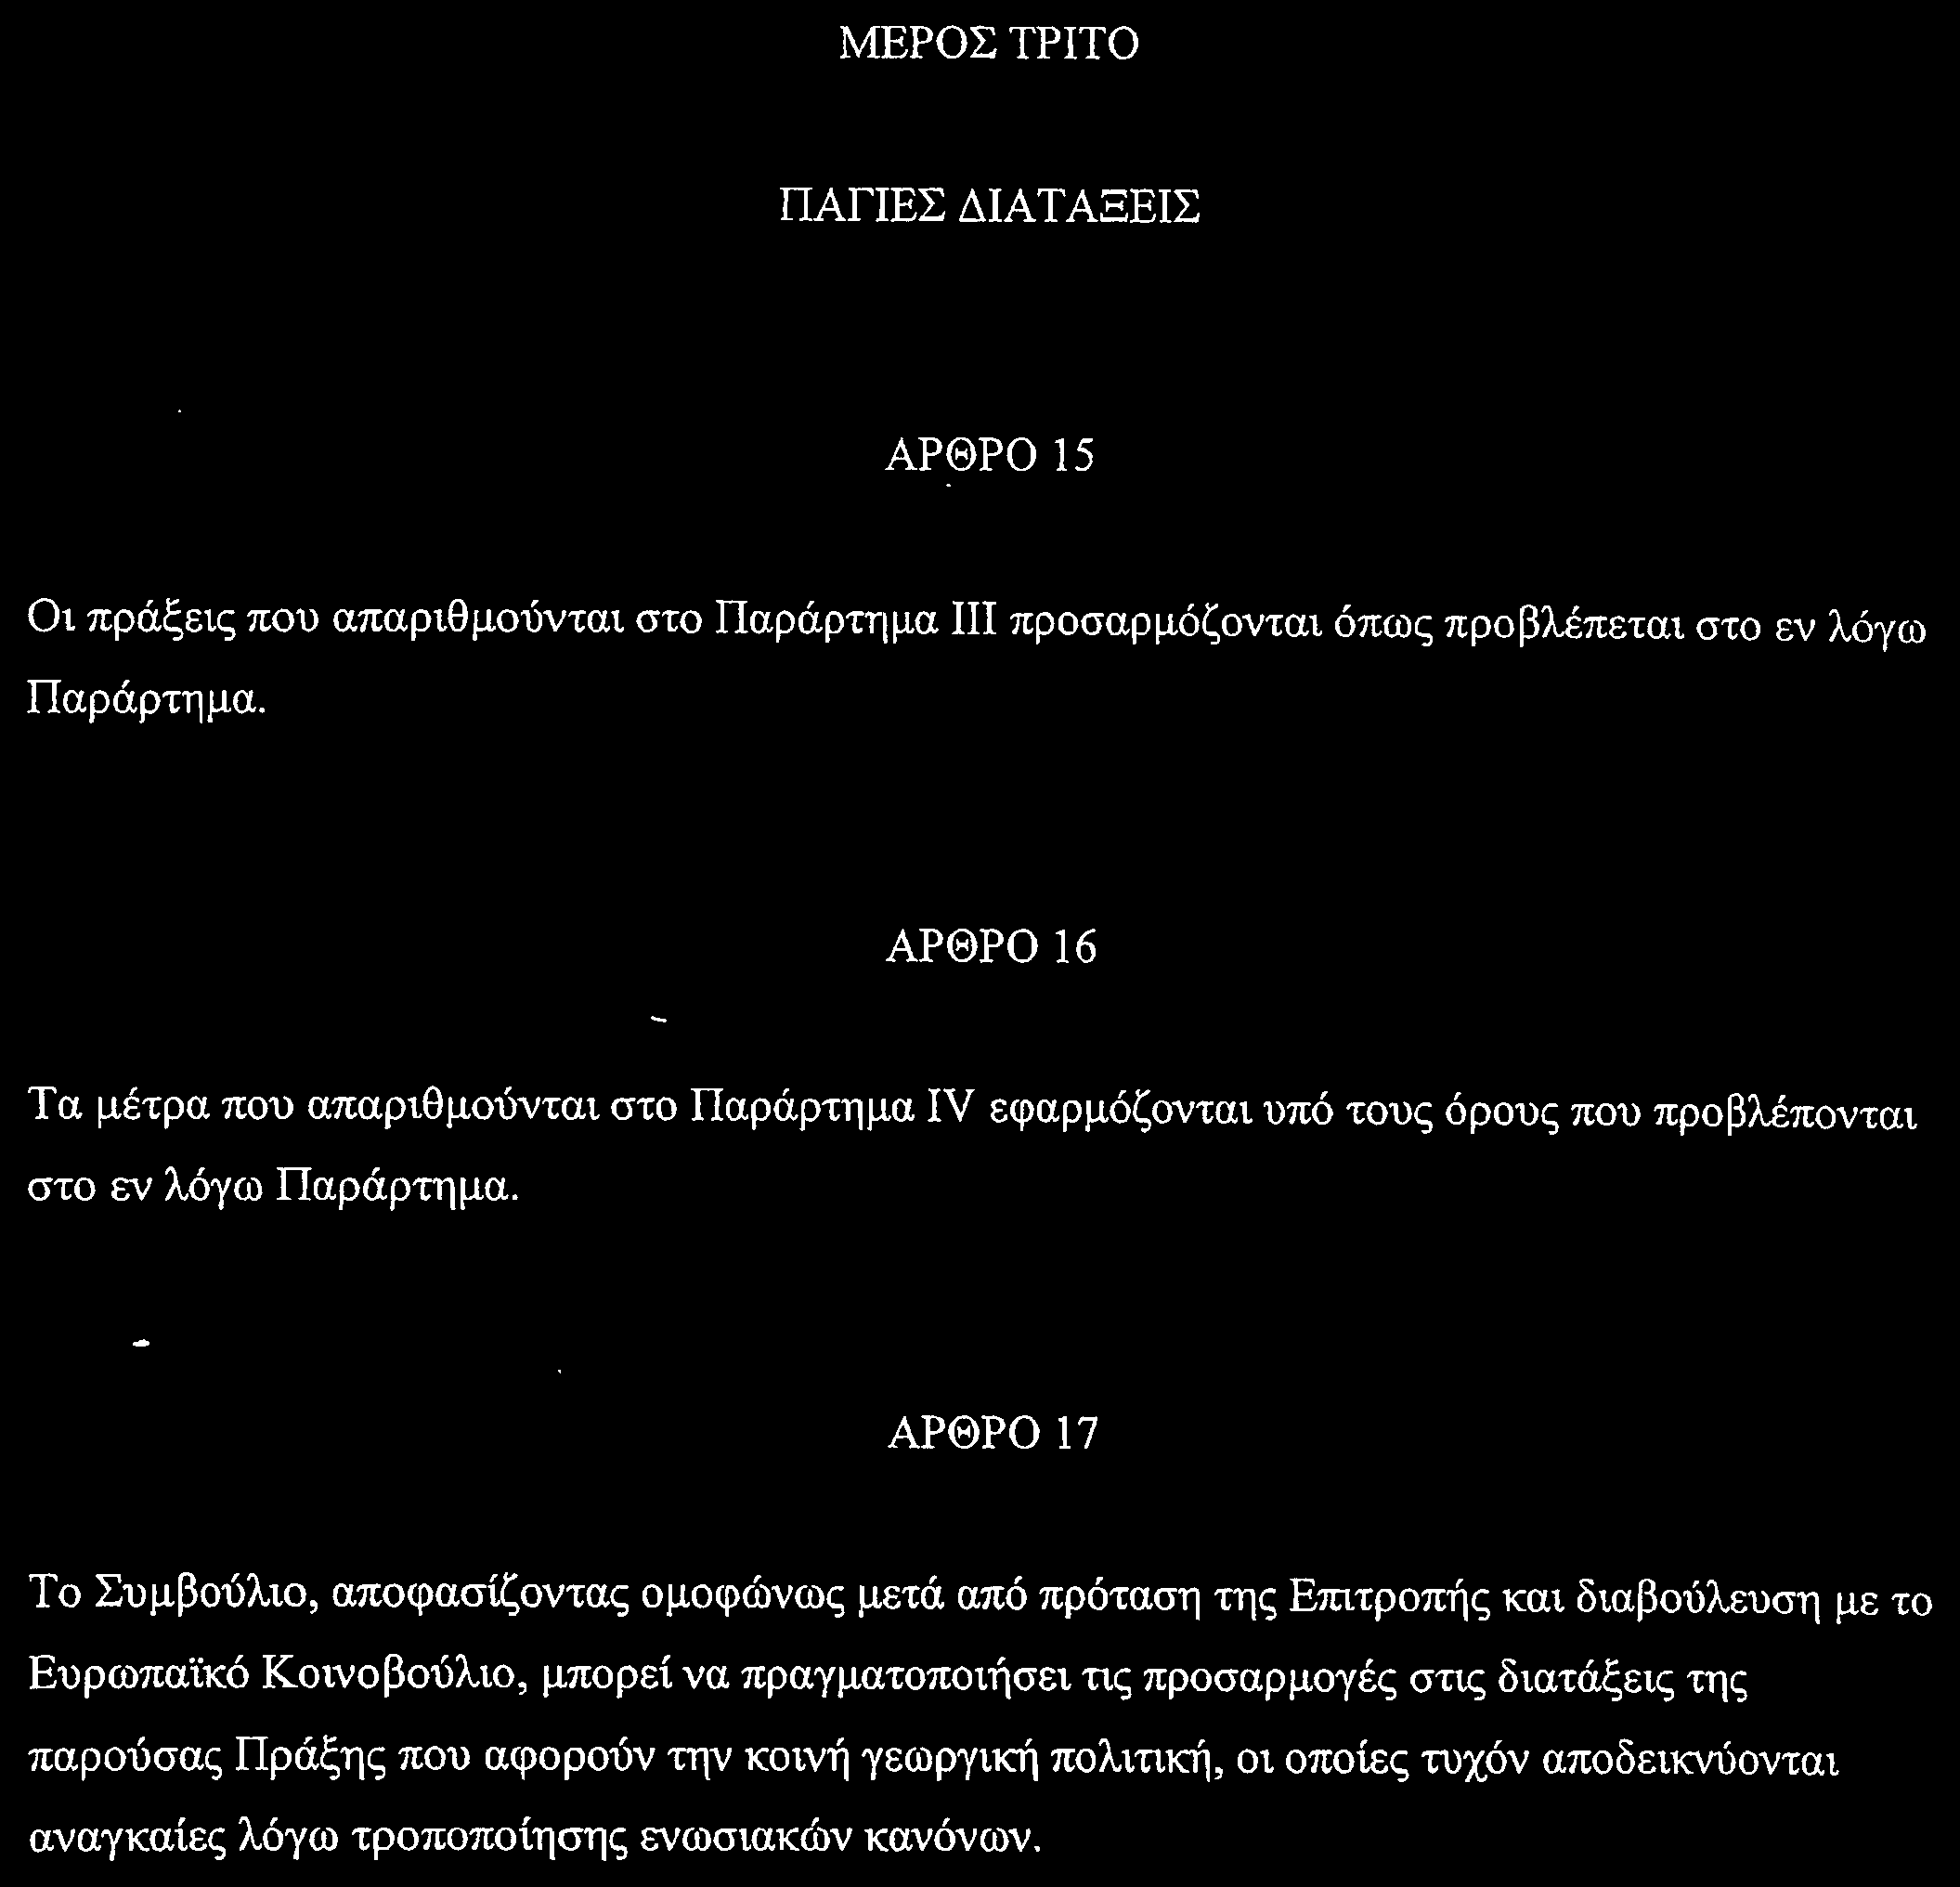 ΜΕΡΟΣ ΤΡΙΤΟ
ΠΑΓΙΕΣ ΔΙΑΤΑΞΕΙΣ
ΑΡΘΡΟ 15
Οι πράξεις που απαριθμούνται στο Παράρτημα III προσαρμόζονται όπως προβλέπεται στο εν λόγω
Παράρτημα.
ΑΡΘΡΟ 16
Τα μέτρα που απαριθμούνται στο Παράρτημα IV εφαρμόζονται υπό τους όρους που προβλέπονται
στο εν λόγω Παράρτημα.
ΑΡΘΡΟ 17
Το Συμβούλιο, αποφασίζοντας ομοφώνως μετά από πρόταση της Επιτροπής και διαβούλευση με το
Ευρωπαϊκό Κοινοβούλιο, μπορεί να πραγματοποιήσει τις προσαρμογές στις διατάξεις της
παρούσας Πράξης που αφορούν την κοινή γεωργική πολιτική, οι οποίες τυχόν αποδεικνύονται
αναγκαίες λόγω τροποποίησης ενωσιακών κανόνων.